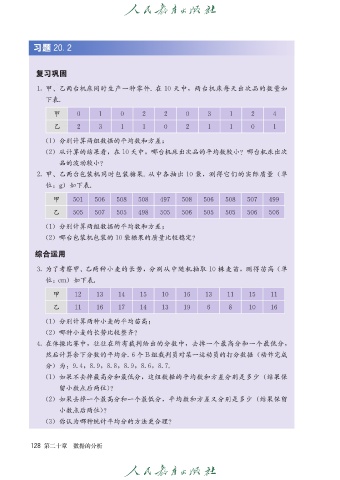 人民教育出版社
习题 20.2
复习巩固
1. 甲、乙两台机床同时生产一种零件. 在 10 天中, 两台机床每天出次品的数量如
下表.
甲 0 1 0 2 2 0 3 1 2 4
乙 2 3 1 1 0 2 1 1 0 1
(1) 分别计算两组数据的平均数和方差;
(2) 从计算的结果看, 在 10 天中, 哪台机床出次品的平均数较小? 哪台机床出次
品的波动较小?
2. 甲、乙两台包装机同时包装糖果. 从中各抽出 10 袋, 测得它们的实际质量 (单
位: g) 如下表.
甲 501 506 508 508 497 508 506 508 507 499
乙 505 507 505 498 505 506 505 505 506 506
(1) 分别计算两组数据的平均数和方差;
(2) 哪台包装机包装的 10 袋糖果的质量比较稳定?
综合运用
3. 为了考察甲、乙两种小麦的长势, 分别从中随机抽取 10 株麦苗, 测得苗高 (单
位: cm) 如下表.
甲 12 13 14 15 10 16 13 11 15 11
乙 11 16 17 14 13 19 6 8 10 16
(1) 分别计算两种小麦的平均苗高;
(2) 哪种小麦的长势比较整齐?
4. 在体操比赛中, 往往在所有裁判给出的分数中, 去掉一个最高分和一个最低分,
然后计算余下分数的平均分. 6 个 B 组裁判员对某一运动员的打分数据 (动作完成
分) 为: 9.4, 8.9, 8.8, 8.9, 8.6, 8.7.
(1) 如果不去掉最高分和最低分, 这组数据的平均数和方差分别是多少 (结果保
留小数点后两位)?
(2) 如果去掉一个最高分和一个最低分, 平均数和方差又分别是多少 (结果保留
小数点后两位)?
(3) 你认为哪种统计平均分的方法更合理?
128 第二十章 数据的分析
人民教育出版社